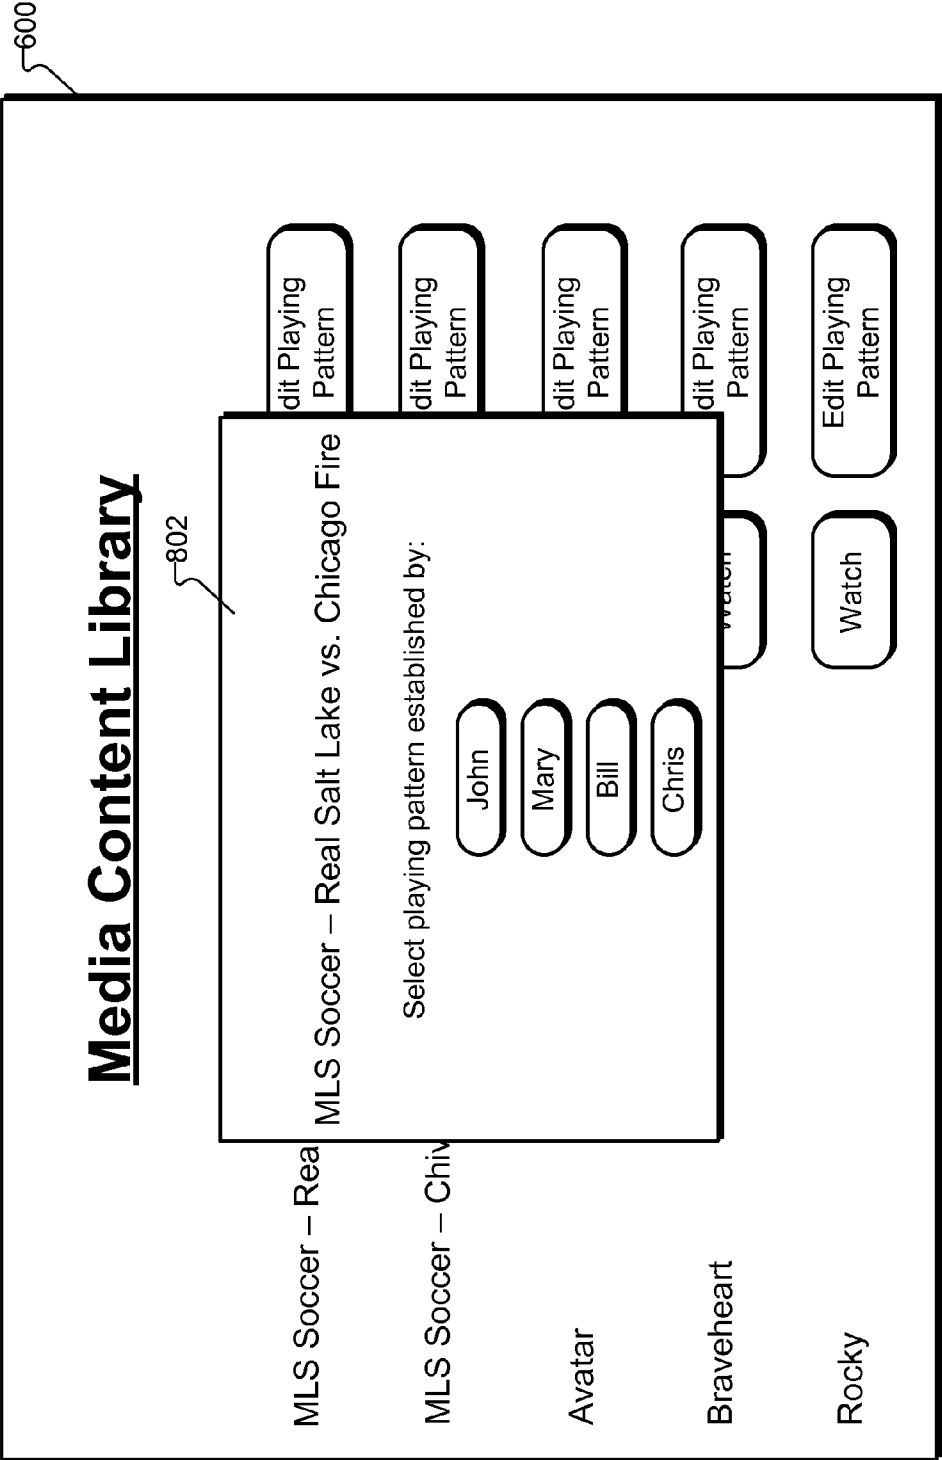 600
Media Content Library
802
MLS Soccer – Real Salt Lake vs. Chicago Fire
Select playing pattern established by:
John
Mary
Bill
Chris
MLS Soccer – Rea
dit Playing
Pattern
MLS Soccer – Chiv
dit Playing
Pattern
Avatar
dit Playing
Pattern
Braveheart
Watch
dit Playing
Pattern
Rocky
Watch
Edit Playing
Pattern